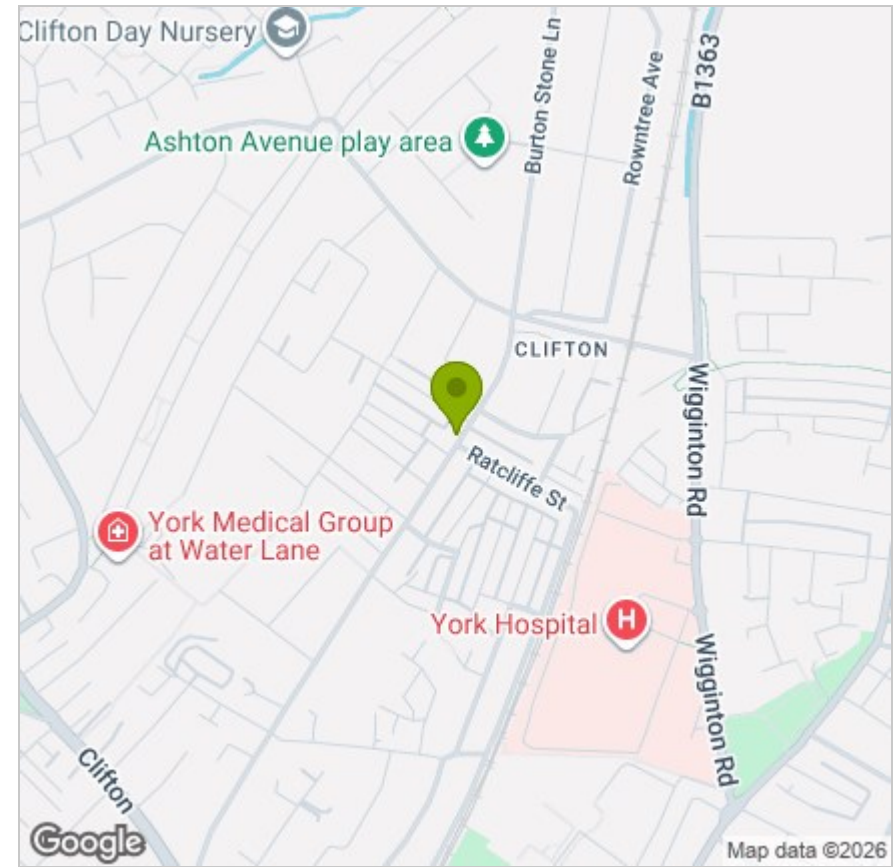 Clifton Day Nursery
B1363
Burton Stone Ln
Rowntree Ave
Ashton Avenue play area
CLIFTON
Wigginton Rd
Ratcliffe St
York Medical Group
at Water Lane
York Hospital
H
Wigginton Rd
Clifton
Google
Map data ©2026